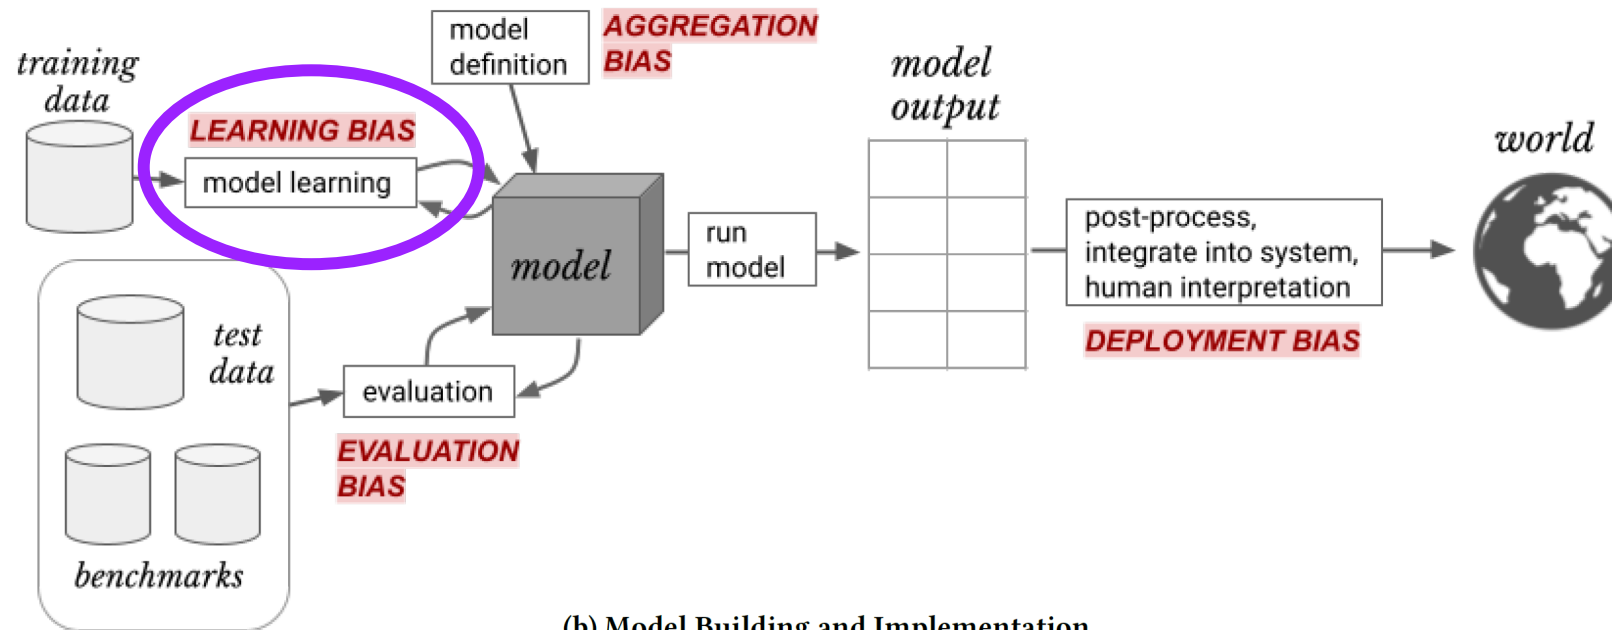 training
data
LEARNING BIAS
model learning
model
definition
AGGREGATION
BIAS
model
run
model
model
output
post-process,
integrate into system,
human interpretation
DEPLOYMENT BIAS
world
test
data
benchmarks
evaluation
EVALUATION
BIAS
(b) Model Building and Implementation